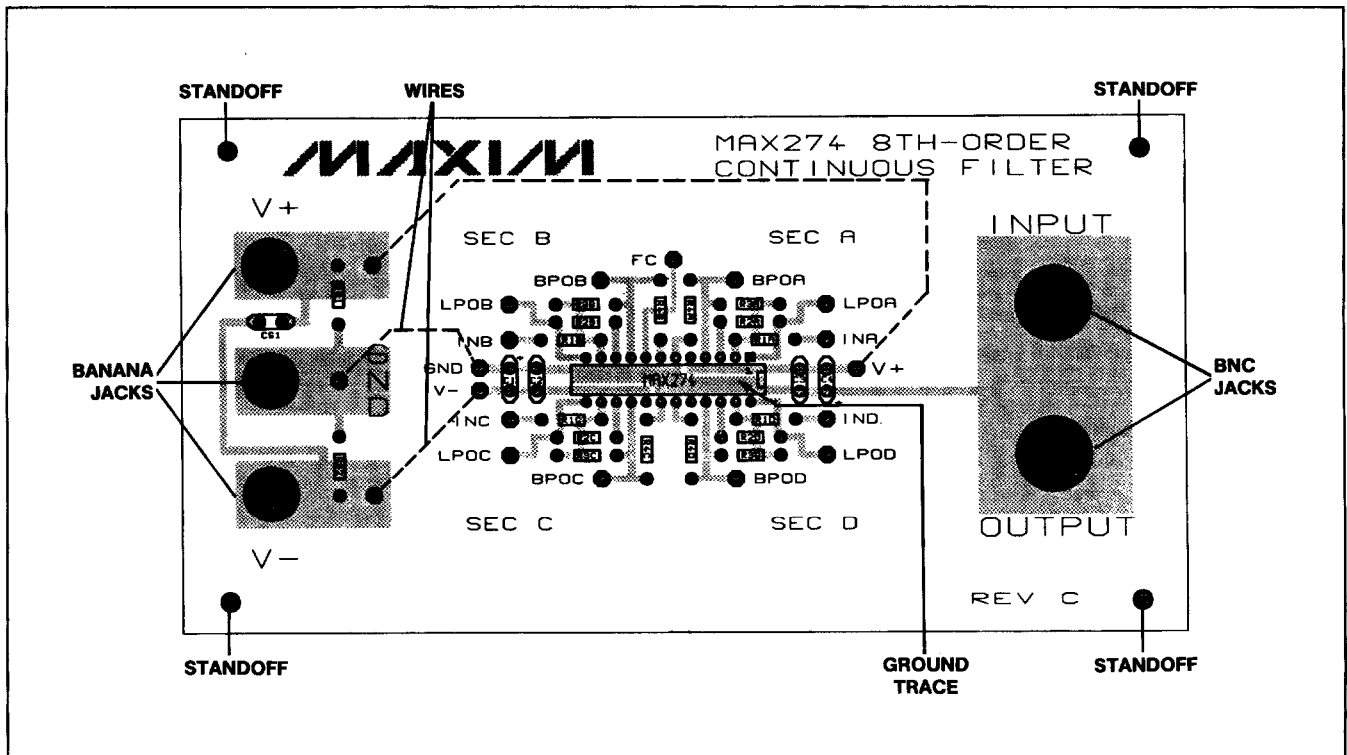 STANDOFF
WIRES
STANDOFF
MAXIM
MAX274 8TH-ORDER
CONTINUOUS FILTER
V+
INPUT
SEC B
SEC A
FC
BPOB
BPOA
LPOB
LPOA
INB
INA
GND
V+
V-
MAX274
GND
CS1
BANANA
JACKS
BNC
JACKS
INC
IND
LPOC
LPOD
BPOC
BPOD
R2C
SEC C
SEC D
OUTPUT
V-
REV C
STANDOFF
GROUND
TRACE
STANDOFF